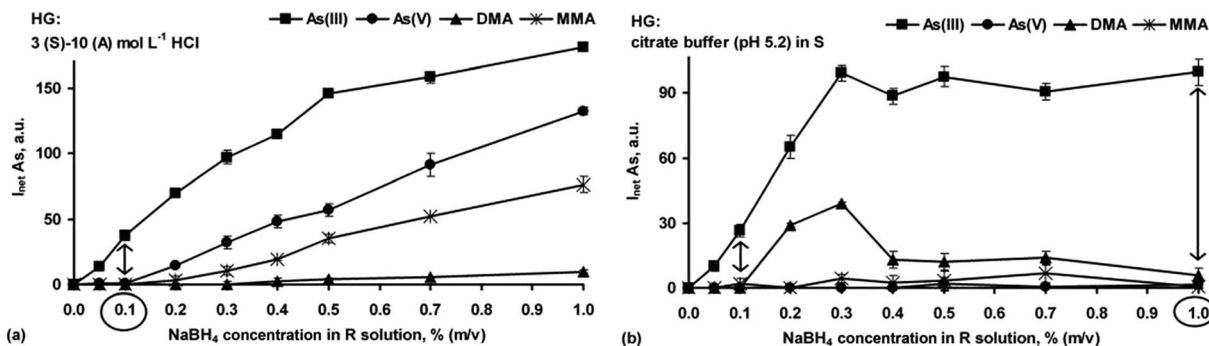 HG: As(III) As(V) DMA MMA
3 (S)-10 (A) mol L⁻¹ HCl
150
100
50
0
I_net As, a.u.
0.0 0.1 0.2 0.3 0.4 0.5 0.6 0.7 0.8 0.9 1.0
(a) NaBH₄ concentration in R solution, % (m/v)
HG: As(III) As(V) DMA MMA
citrate buffer (pH 5.2) in S
90
60
30
0
I_net As, a.u.
0.0 0.1 0.2 0.3 0.4 0.5 0.6 0.7 0.8 0.9 1.0
(b) NaBH₄ concentration in R solution, % (m/v)